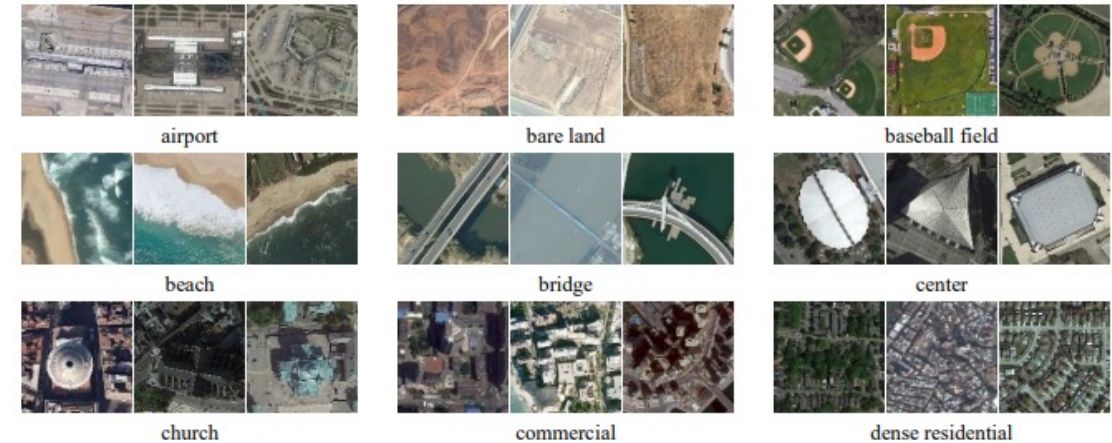 airport
bare land
baseball field
beach
bridge
center
church
commercial
dense residential